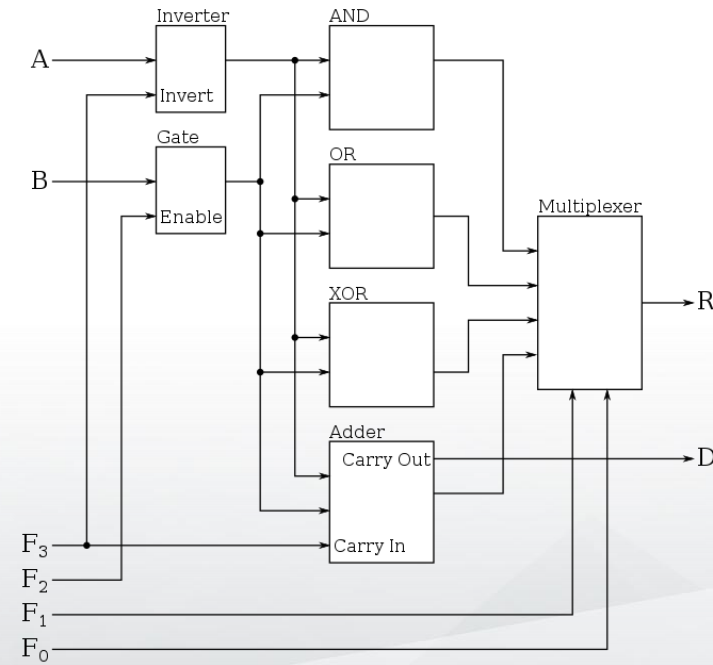 Inverter
AND
A
Invert
Gate
B
Enable
OR
Multiplexer
R
XOR
Adder
Carry Out
D
Carry In
F₃
F₂
F₁
F₀